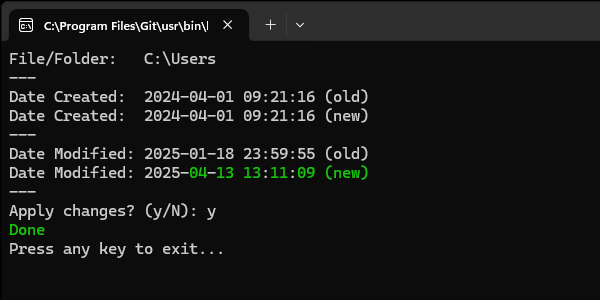 C:\Program Files\Git\usr\bin\
File/Folder:   C:\Users
---
Date Created:  2024-04-01 09:21:16 (old)
Date Created:  2024-04-01 09:21:16 (new)
---
Date Modified: 2025-01-18 23:59:55 (old)
Date Modified: 2025-04-13 13:11:09 (new)
---
Apply changes? (y/N): y
Done
Press any key to exit...